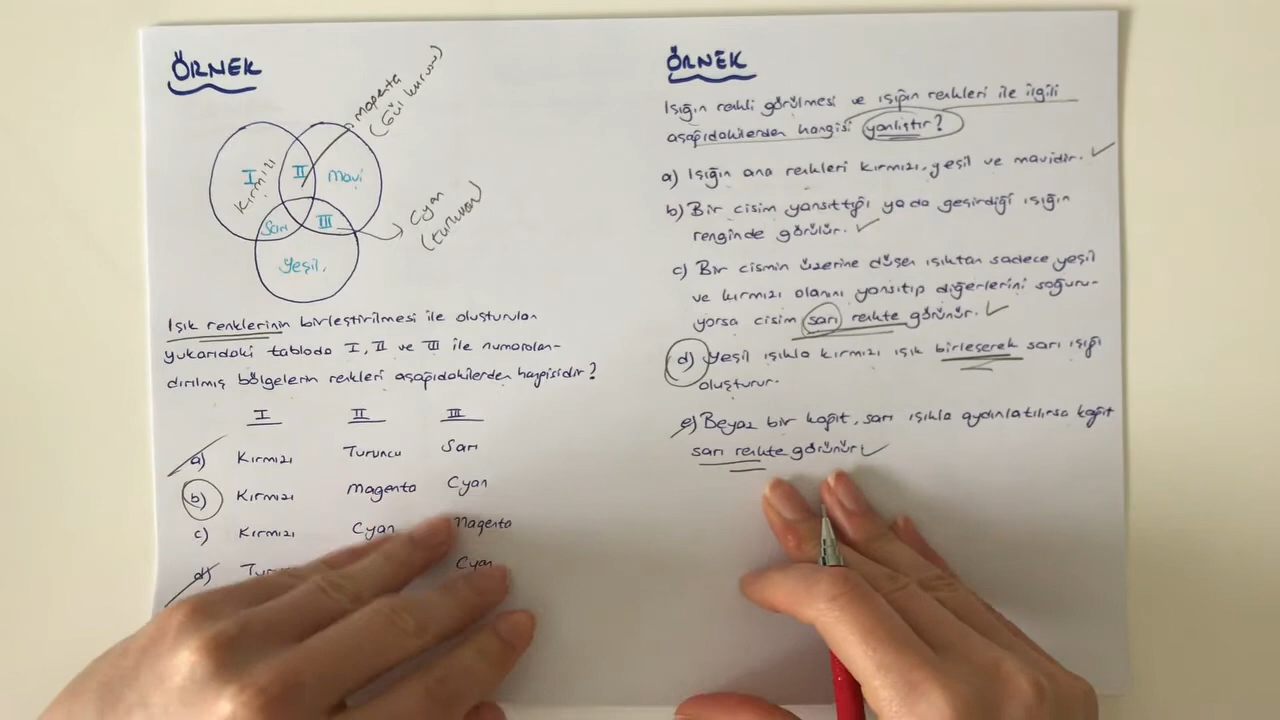 ÖRNEK
magenta
(Gül kurusu)
I
Kırmızı
II
mavi
Sarı
III
Cyan
(turkuaz)
Yeşil
Işık renklerinin birleştirilmesi ile oluşturulan
yukarıdaki tabloda I, II ve III ile numaralan-
dırılmış bölgelerin renkleri aşağıdakilerden hangisidir?
I II III
a) Kırmızı Turuncu Sarı
b) Kırmızı magenta Cyan
c) Kırmızı Cyan magenta
d) Cyan
ÖRNEK
Işığın renkli görülmesi ve ışığın renkleri ile ilgili
aşağıdakilerden hangisi yanlıştır?
a) Işığın ana renkleri kırmızı, yeşil ve mavidir.
b) Bir cisim yansıttığı ya da geçirdiği ışığın
renginde görülür.
c) Bir cismin üzerine düşen ışıktan sadece yeşil
ve kırmızı olanını yansıtıp diğerlerini soğuru-
yorsa cisim sarı renkte görünür.
d) Yeşil ışıkla kırmızı ışık birleşerek sarı ışığı
oluşturur.
e) Beyaz bir kağıt, sarı ışıkla aydınlatılırsa kağıt
sarı renkte görünür